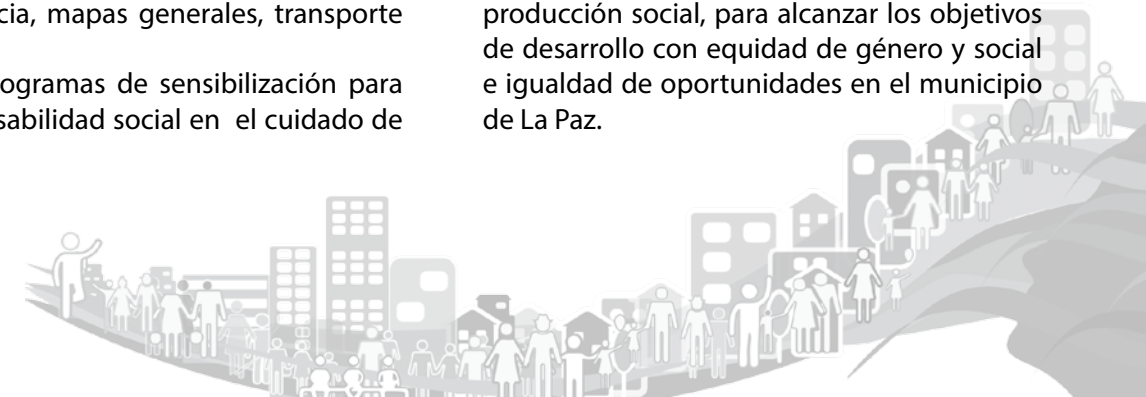 cia, mapas generales, transporte
ogramas de sensibilización para
sabilidad social en el cuidado de
producción social, para alcanzar los objetivos
de desarrollo con equidad de género y social
e igualdad de oportunidades en el municipio
de La Paz.